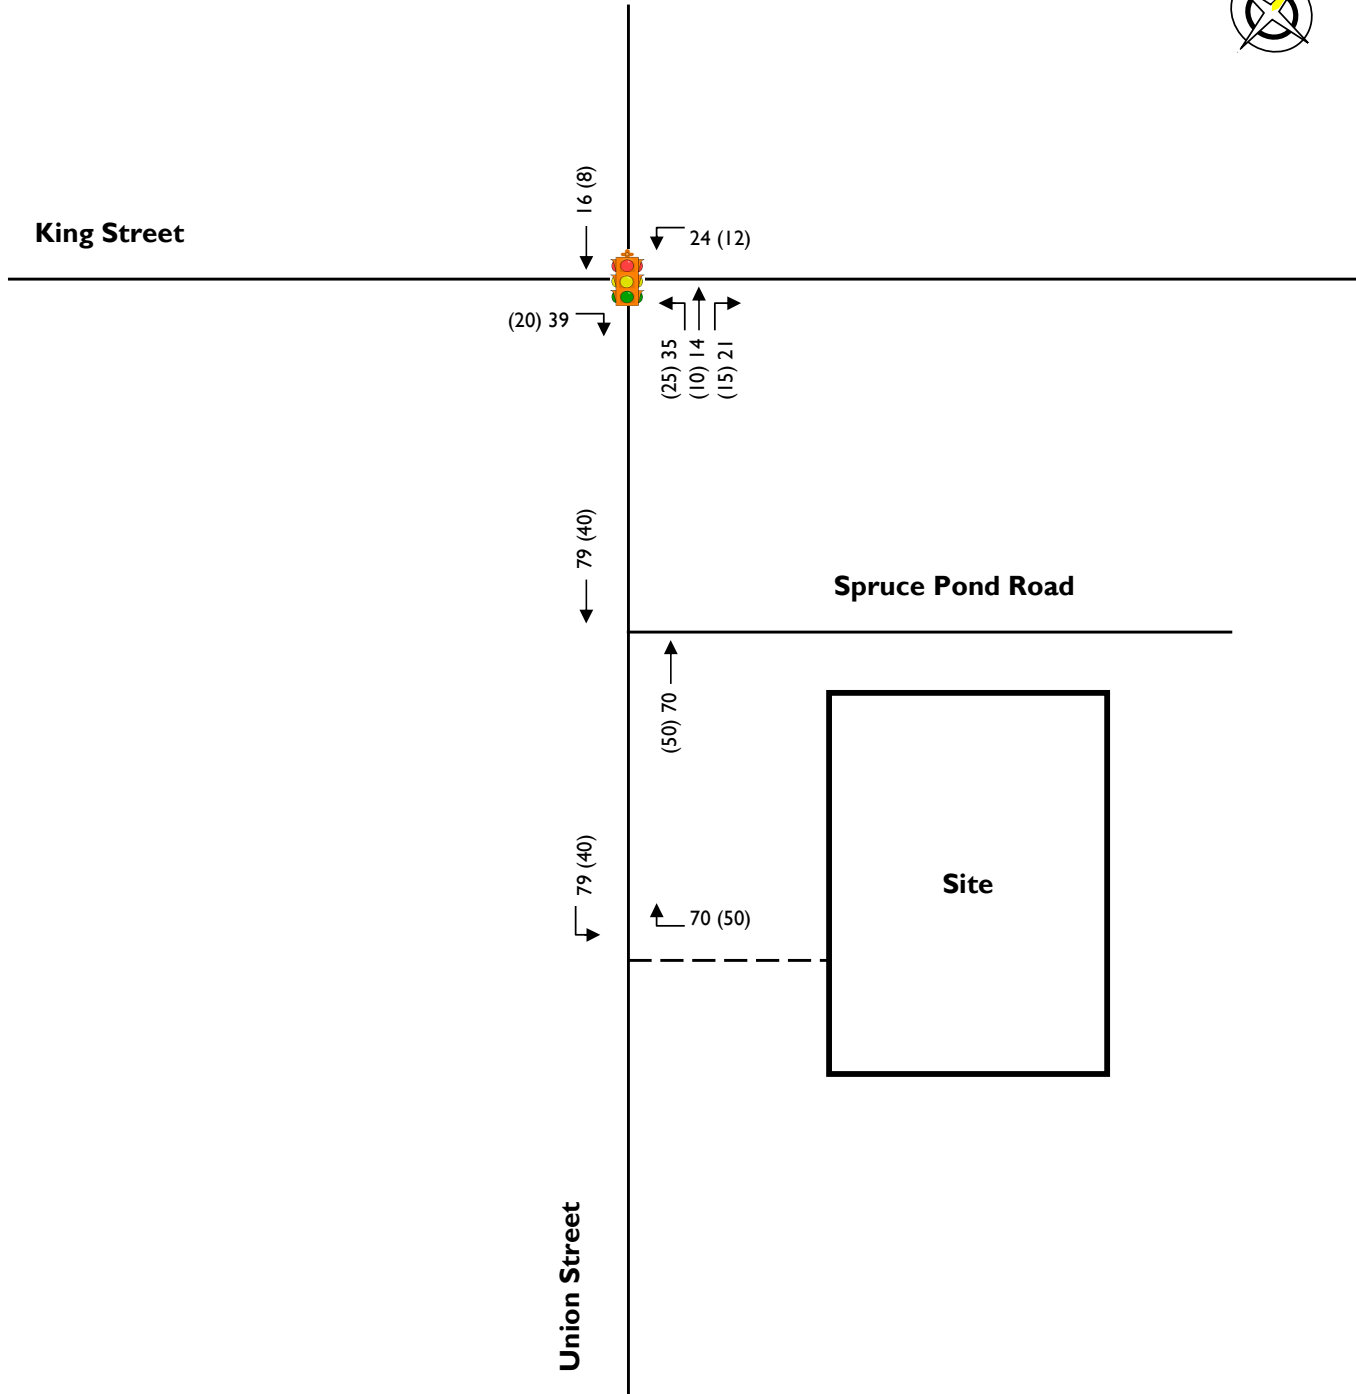 16 (8)
King Street
24 (12)
(20) 39
(25) 35
(10) 14
(15) 21
79 (40)
Spruce Pond Road
(50) 70
79 (40)
Site
70 (50)
Union Street